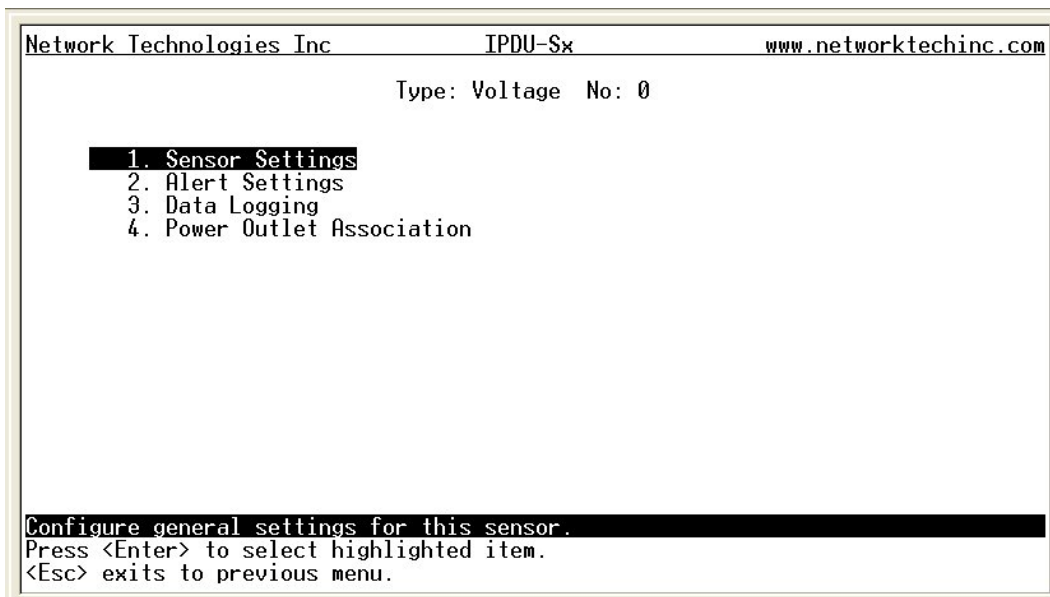 Network Technologies Inc IPDU-Sx www.networktechinc.com
Type: Voltage No: 0
1. Sensor Settings
2. Alert Settings
3. Data Logging
4. Power Outlet Association
Configure general settings for this sensor.
Press <Enter> to select highlighted item.
<Esc> exits to previous menu.